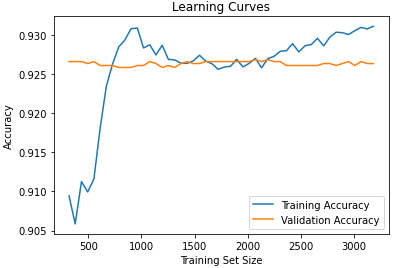 Learning Curves
0.930
0.925
0.920
0.915
0.910
0.905
Accuracy
500
1000
1500
2000
2500
3000
Training Set Size
Training Accuracy
Validation Accuracy